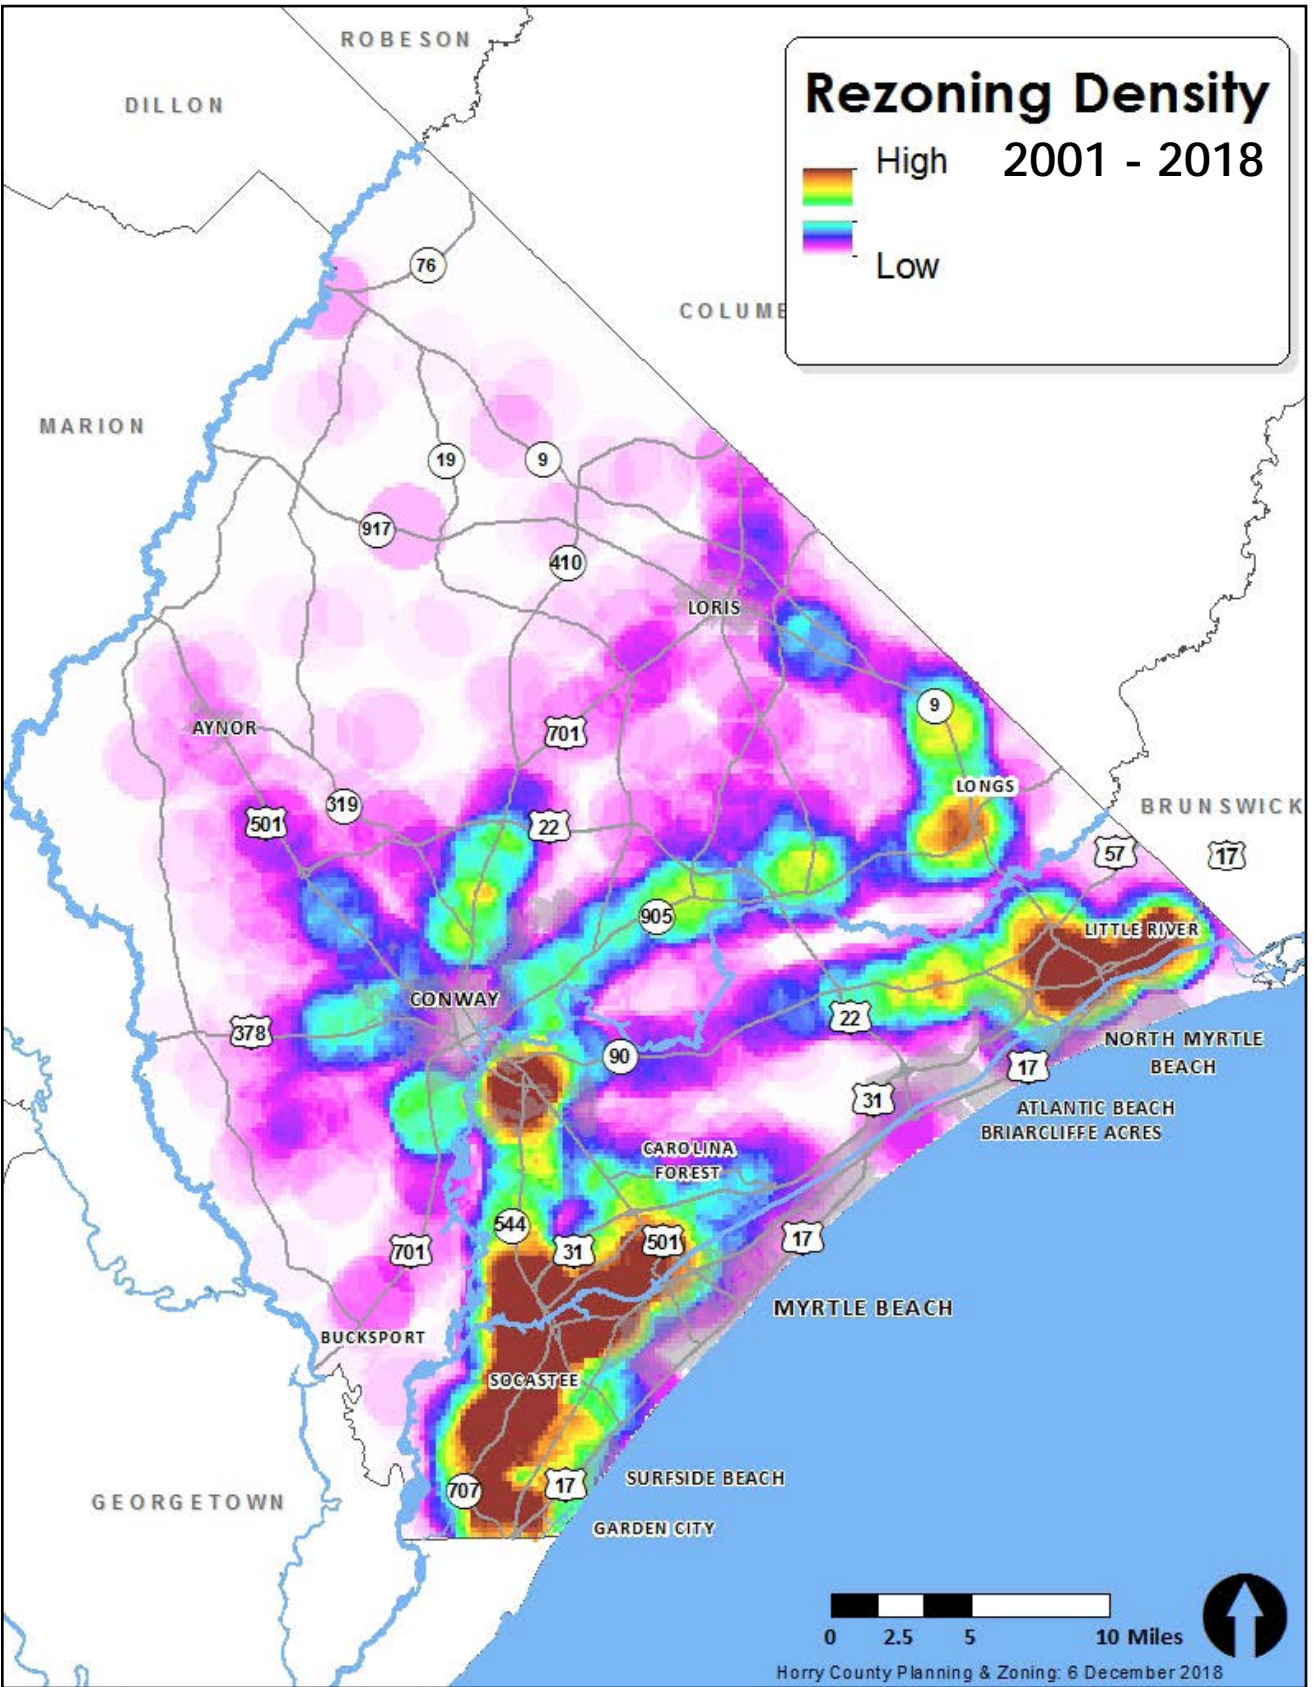 ROBESON
DILLON
Rezoning Density
High 2001 - 2018
Low
76
COLUMB
MARION
19
9
917
410
LORIS
9
AYNOR
701
LONGS
319
501
22
BRUNSWICK
57
17
905
LITTLE RIVER
CONWAY
22
378
90
NORTH MYRTLE
BEACH
17
31
ATLANTIC BEACH
BRIARCLIFFE ACRES
CAROLINA
FOREST
544
31
501
17
701
MYRTLE BEACH
BUCKSPORT
SOCASTEE
SURFSIDE BEACH
707
17
GEORGETOWN
GARDEN CITY
0 2.5 5 10 Miles
Horry County Planning & Zoning: 6 December 2018